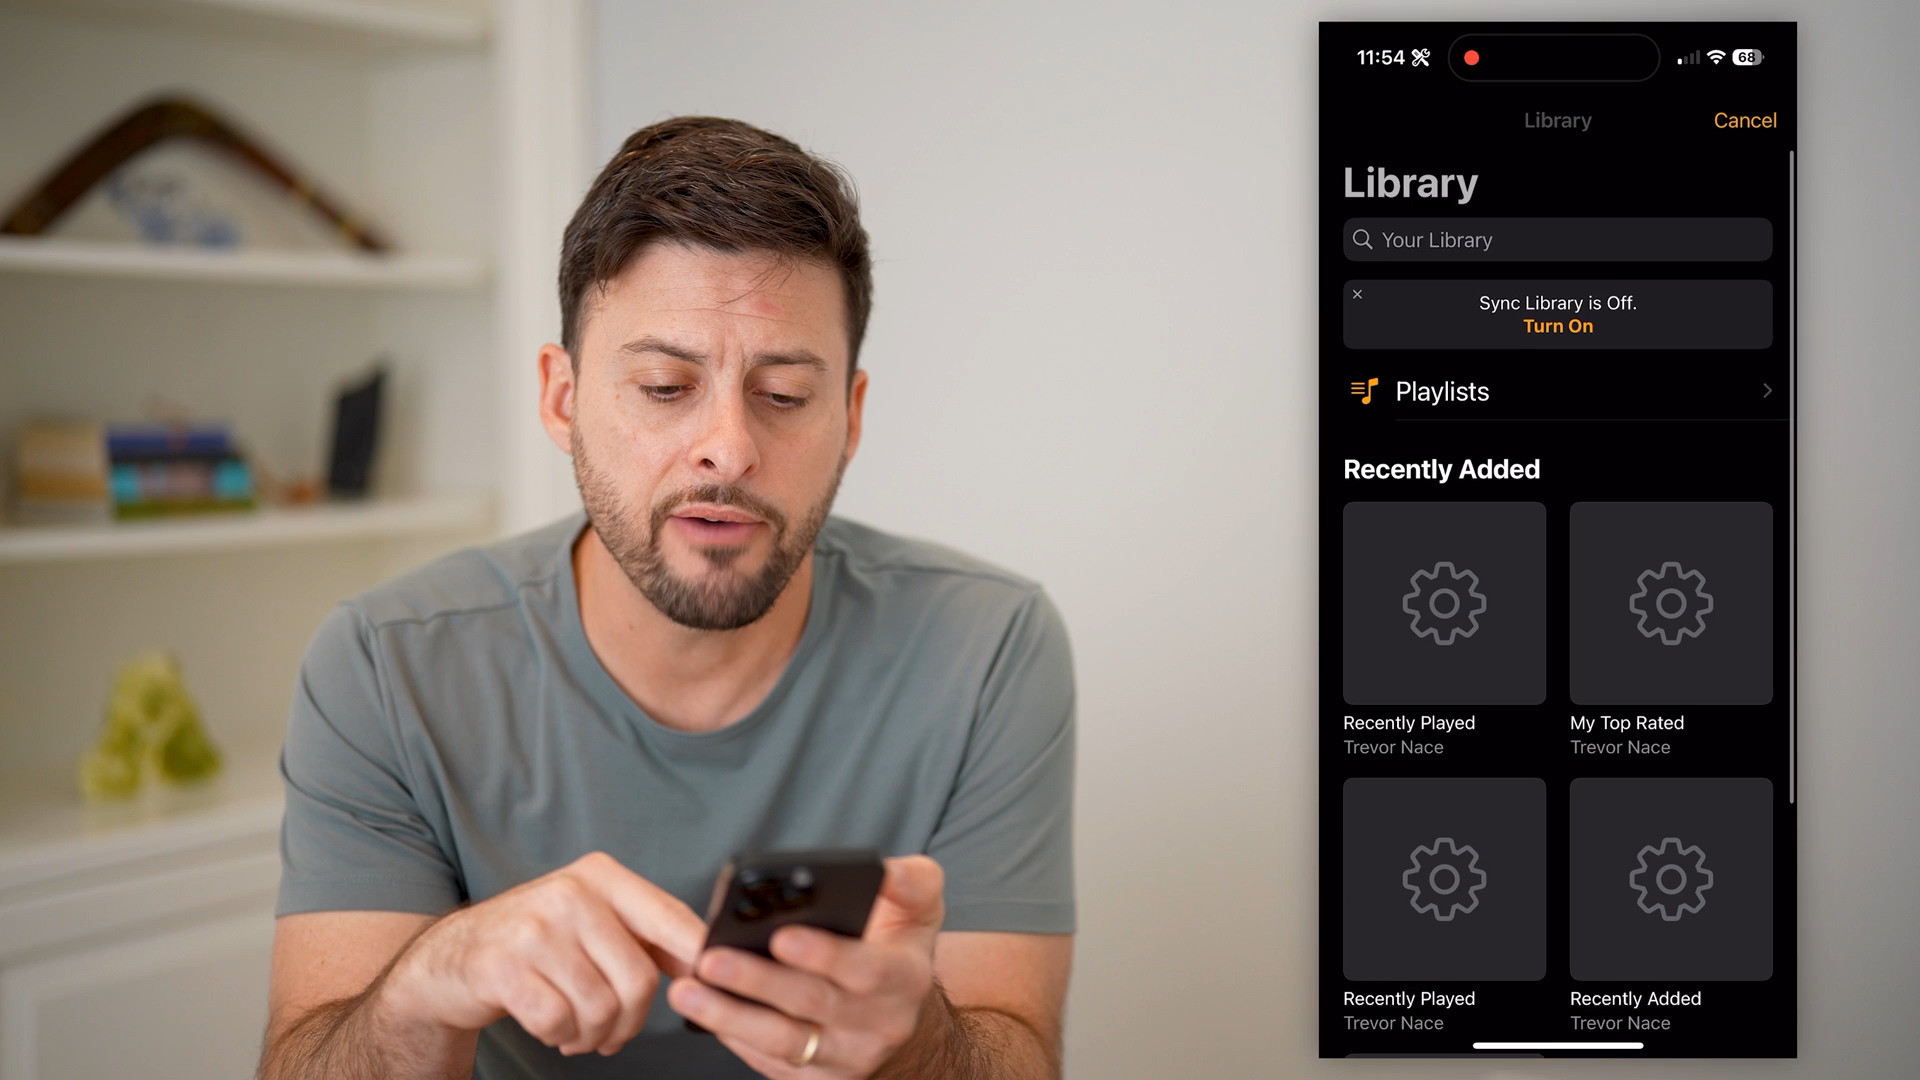 11:54
68
Library
Cancel
Library
Your Library
Sync Library is Off.
Turn On
Playlists
Recently Added
Recently Played
My Top Rated
Trevor Nace
Trevor Nace
Recently Played
Recently Added
Trevor Nace
Trevor Nace